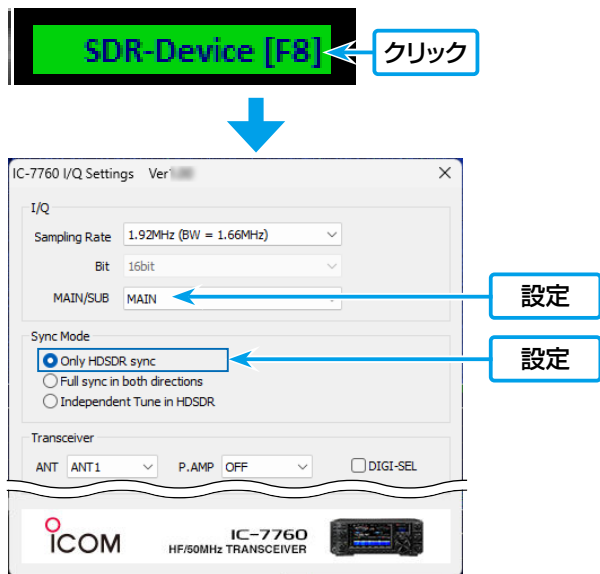 SDR-Device [F8]
クリック
IC-7760 I/Q Settings Ver
I/Q
Sampling Rate 1.92MHz (BW = 1.66MHz)
Bit 16bit
MAIN/SUB MAIN
設定
Sync Mode
Only HDSDR sync
設定
Full sync in both directions
Independent Tune in HDSDR
Transceiver
ANT ANT1 P.AMP OFF DIGI-SEL
ICOM
IC-7760
HF/50MHz TRANSCEIVER